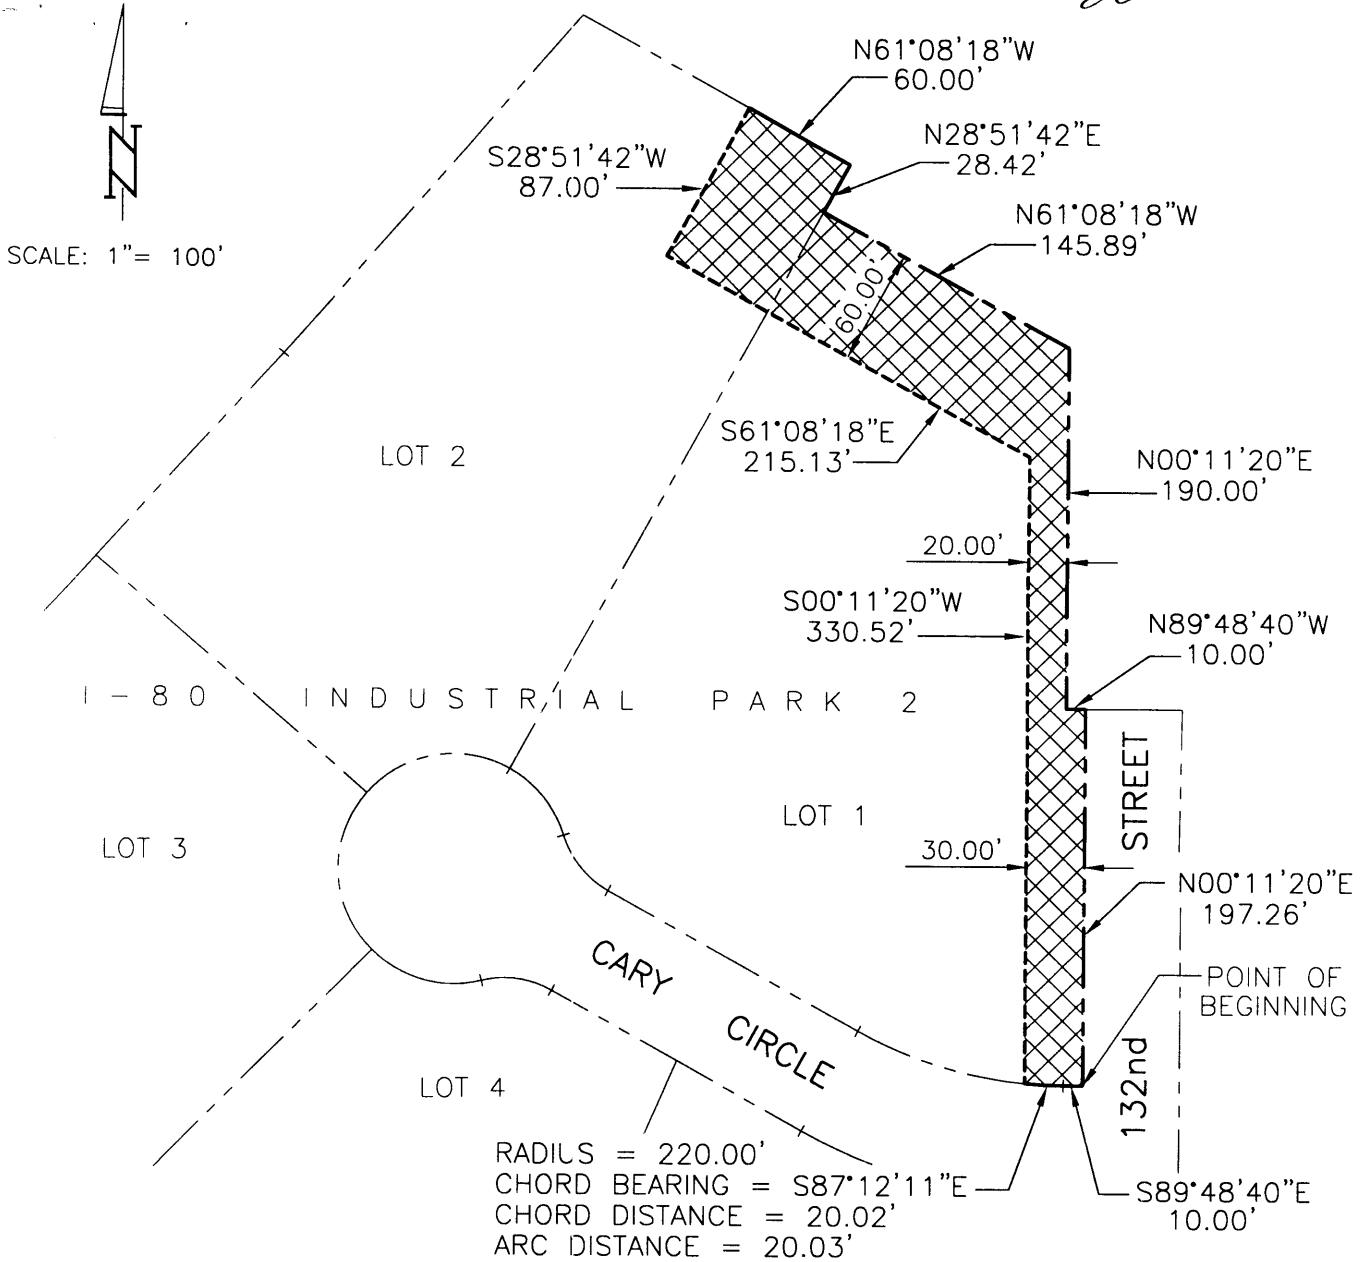 N61°08'18"W
60.00'
N28°51'42"E
28.42'
S28°51'42"W
87.00'
N61°08'18"W
145.89'
N
SCALE: 1"= 100'
60.00'
S61°08'18"E
215.13'
LOT 2
N00°11'20"E
190.00'
20.00'
S00°11'20"W
330.52'
N89°48'40"W
10.00'
I-80 INDUSTRIAL PARK 2
STREET
LOT 1
LOT 3
30.00'
N00°11'20"E
197.26'
CARY
CIRCLE
POINT OF
BEGINNING
132nd
LOT 4
RADIUS = 220.00'
CHORD BEARING = S87°12'11"E
CHORD DISTANCE = 20.02'
ARC DISTANCE = 20.03'
S89°48'40"E
10.00'